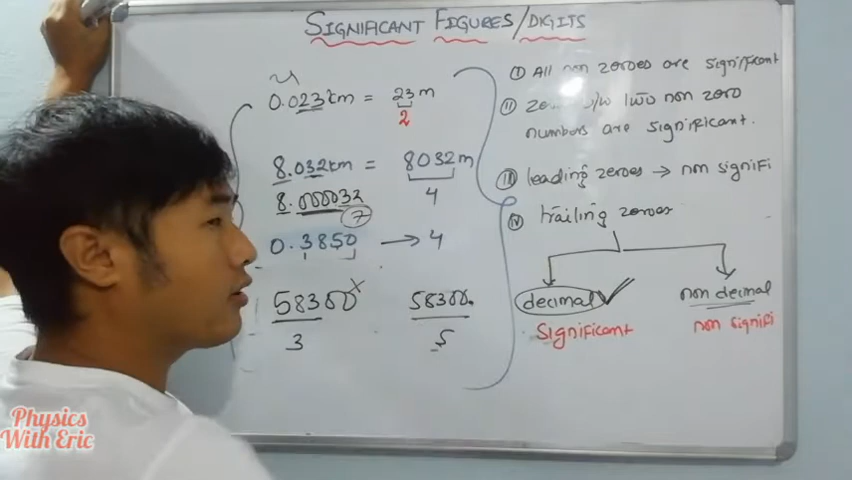 SIGNIFICANT FIGURES/DIGITS
0.023km = 23m
2
8.032km = 8032m
4
8.000032
7
0.3850 → 4
58300 x
3
58300.
5
① All non zeroes are significant
② b/w two non zero
numbers are significant.
③ leading zeroes → non signifi
④ trailing zeroes
decimal ✓
Significant
non decimal
non signifi
Physics
With Eric